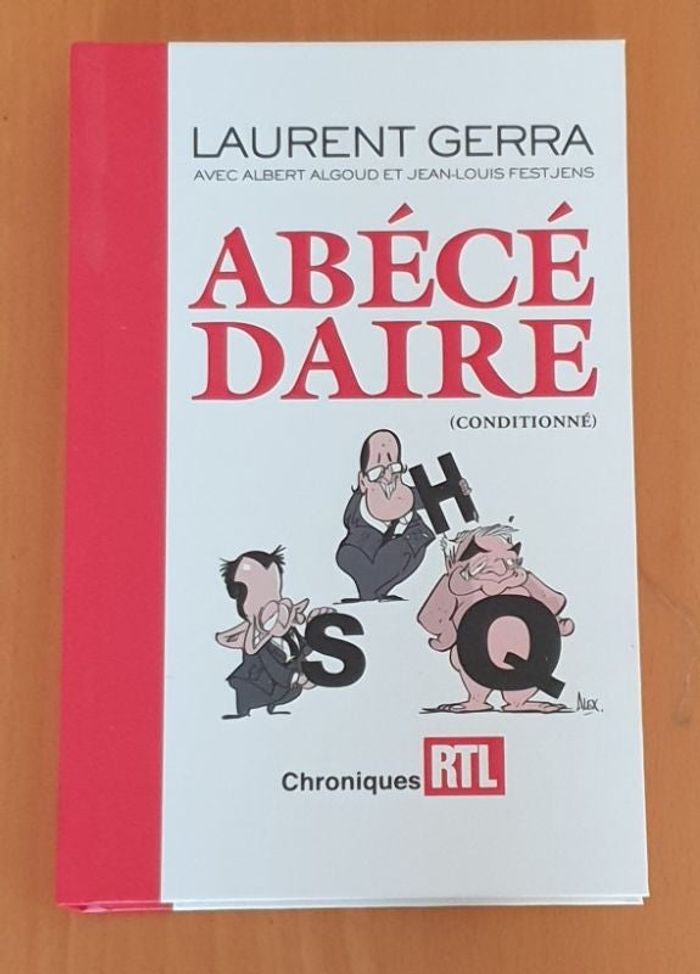 LAURENT GERRA
AVEC ALBERT ALGOUD ET JEAN-LOUIS FESTJENS
ABÉCÉ
DAIRE
(CONDITIONNÉ)
H
S
Q
ALEX.
Chroniques RTL